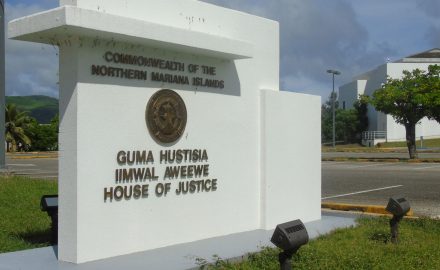 COMMONWEALTH OF THE
NORTHERN MARIANA ISLANDS
GUMA HUSTISIA
IIMWAL AWEEWE
HOUSE OF JUSTICE